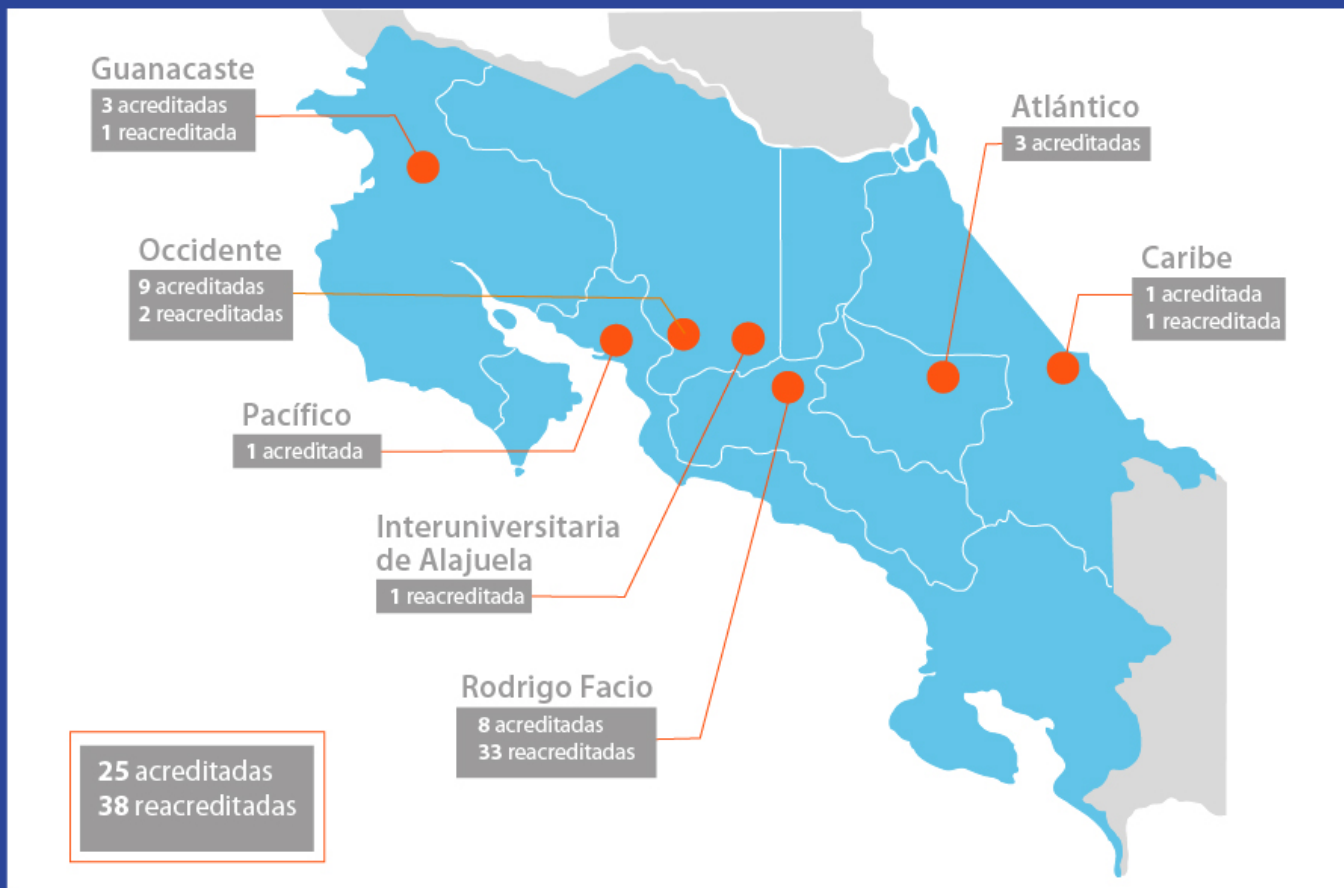 Guanacaste
3 acreditadas
1 reacreditada
Atlántico
3 acreditadas
Occidente
9 acreditadas
2 reacreditadas
Caribe
1 acreditada
1 reacreditada
Pacífico
1 acreditada
Interuniversitaria
de Alajuela
1 reacreditada
Rodrigo Facio
8 acreditadas
33 reacreditadas
25 acreditadas
38 reacreditadas